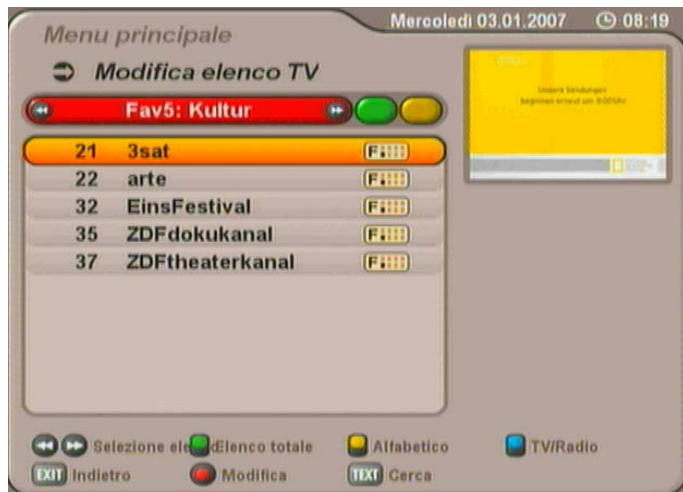 Menu principale
Mercoledì 03.01.2007 08:19
Modifica elenco TV
Fav5: Kultur
Unsere Sendungen
beginnen erneut um 9:00Uhr
21 3sat F
22 arte F
32 EinsFestival F
35 ZDFdokukanal F
37 ZDFtheaterkanal F
Selezione ele
Elenco totale
Alfabetico
TV/Radio
EXIT Indietro
Modifica
TEXT Cerca